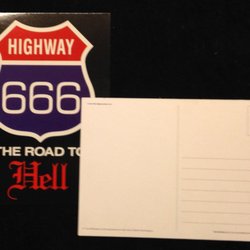 HIGHWAY
666
THE ROAD TO
Hell